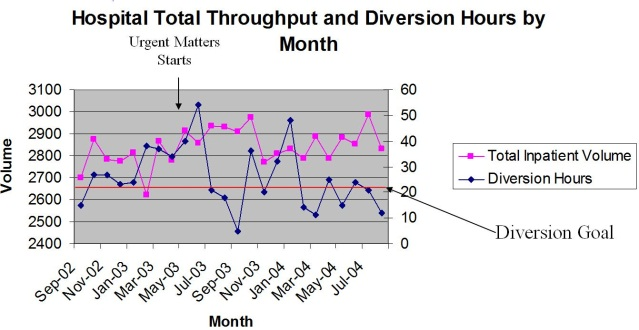 Hospital Total Throughput and Diversion Hours by
Month
Urgent Matters
Starts
3100
3000
2900
2800
2700
2600
2500
2400
Volume
60
50
40
30
20
10
0
Total Inpatient Volume
Diversion Hours
Diversion Goal
Sep-02
Nov-02
Jan-03
Mar-03
May-03
Jul-03
Sep-03
Nov-03
Jan-04
Mar-04
May-04
Jul-04
Month